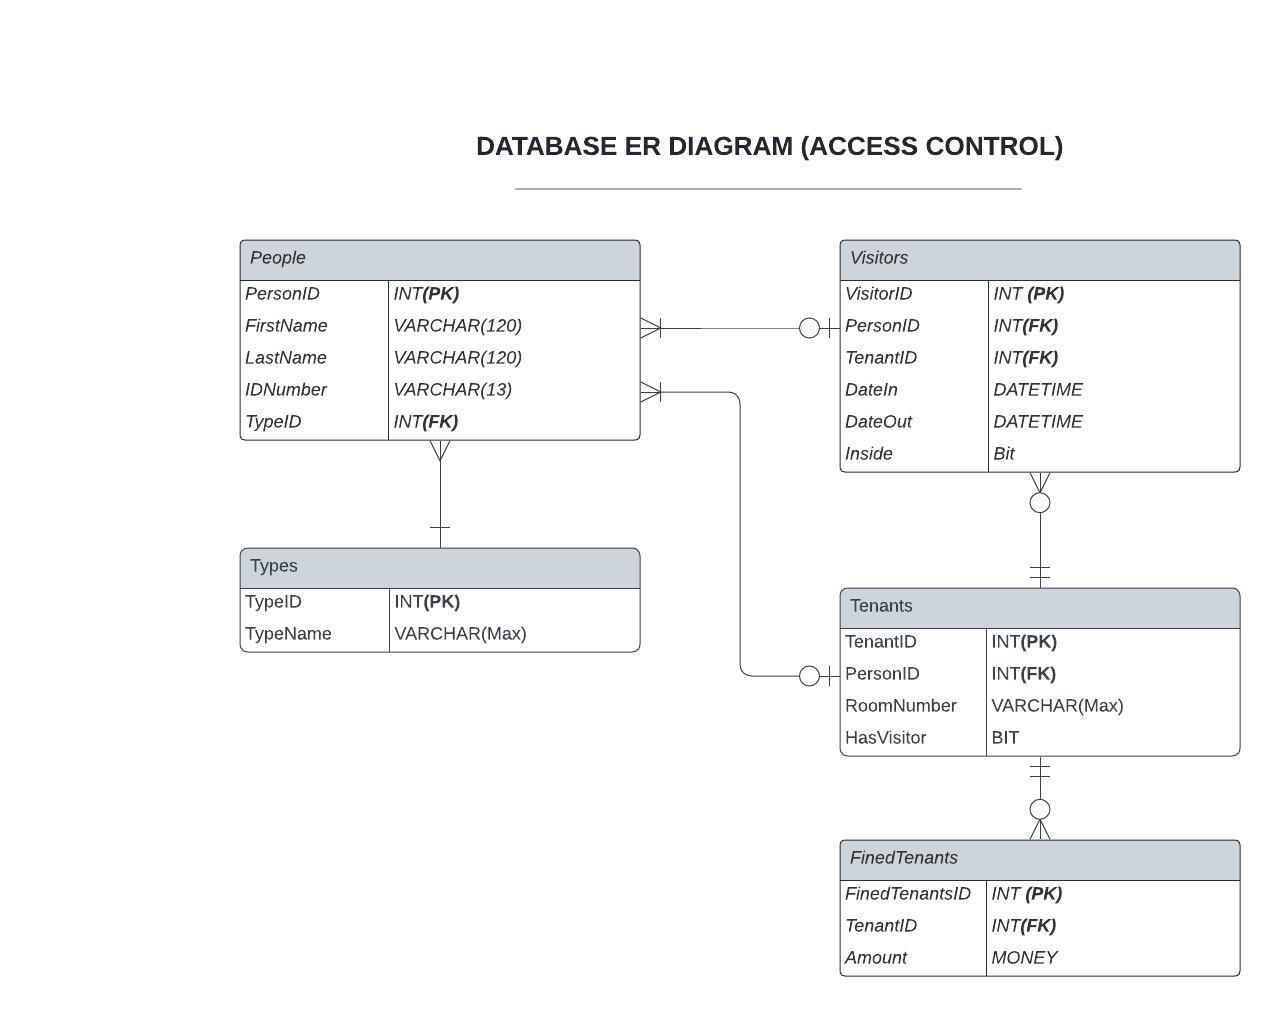 DATABASE ER DIAGRAM (ACCESS CONTROL)
People
PersonID INT(PK)
FirstName VARCHAR(120)
LastName VARCHAR(120)
IDNumber VARCHAR(13)
TypeID INT(FK)
Visitors
VisitorID INT (PK)
PersonID INT(FK)
TenantID INT(FK)
DateIn DATETIME
DateOut DATETIME
Inside Bit
Types
TypeID INT(PK)
TypeName VARCHAR(Max)
Tenants
TenantID INT(PK)
PersonID INT(FK)
RoomNumber VARCHAR(Max)
HasVisitor BIT
FinedTenants
FinedTenantsID INT (PK)
TenantID INT(FK)
Amount MONEY